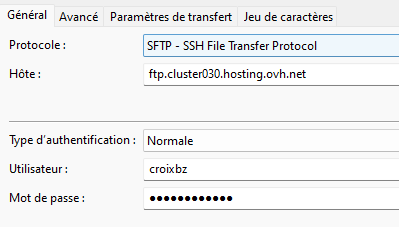 Général Avancé Paramètres de transfert Jeu de caractères
Protocole : SFTP - SSH File Transfer Protocol
Hôte : ftp.cluster030.hosting.ovh.net
Type d'authentification : Normale
Utilisateur : croixbz
Mot de passe : ●●●●●●●●●●●●